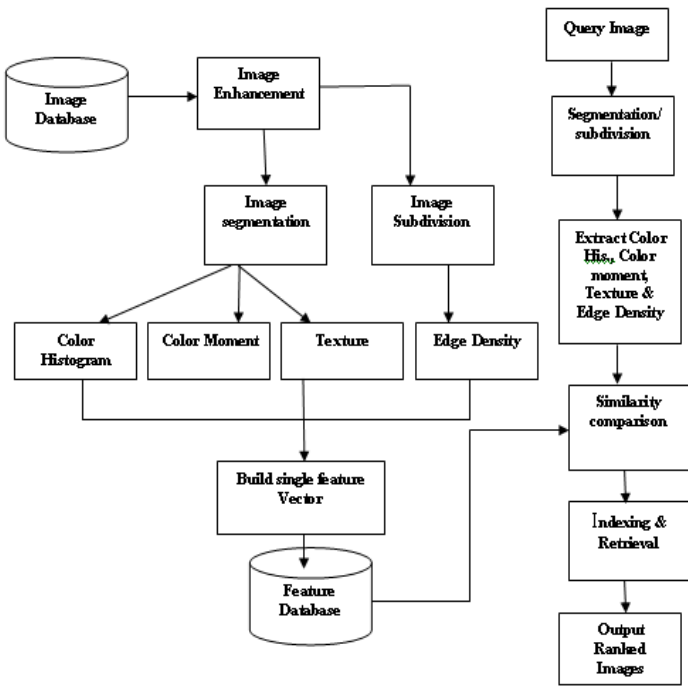 Query Image
Image
Database
Image
Enhancement
Segmentation/
subdivision
Image
segmentation
Image
Subdivision
Extract Color
His,, Color
moment,
Texture &
Edge Density
Color
Histogram
Color Moment
Texture
Edge Density
Similarity
comparison
Build single feature
Vector
Indexing &
Retrieval
Feature
Database
Output
Ranked
Images